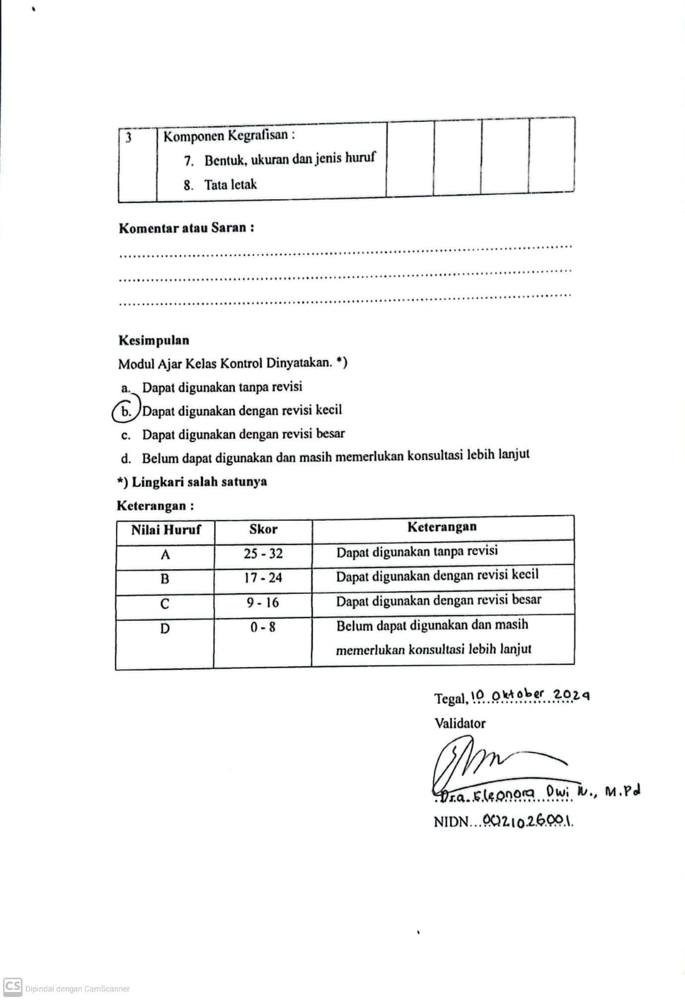 3 Komponen Kegrafisan :
7. Bentuk, ukuran dan jenis huruf
8. Tata letak
Komentar atau Saran :
Kesimpulan
Modul Ajar Kelas Kontrol Dinyatakan. *)
a. Dapat digunakan tanpa revisi
b. Dapat digunakan dengan revisi kecil
c. Dapat digunakan dengan revisi besar
d. Belum dapat digunakan dan masih memerlukan konsultasi lebih lanjut
*) Lingkari salah satunya
Keterangan :
Nilai Huruf Skor Keterangan
A 25 - 32 Dapat digunakan tanpa revisi
B 17 - 24 Dapat digunakan dengan revisi kecil
C 9 - 16 Dapat digunakan dengan revisi besar
D 0 - 8 Belum dapat digunakan dan masih
memerlukan konsultasi lebih lanjut
Tegal, 10 Oktober 2024
Validator
Dra. Eleonora Dwi W., M.Pd
NIDN...0021026001.
CS Dipindai dengan CamScanner